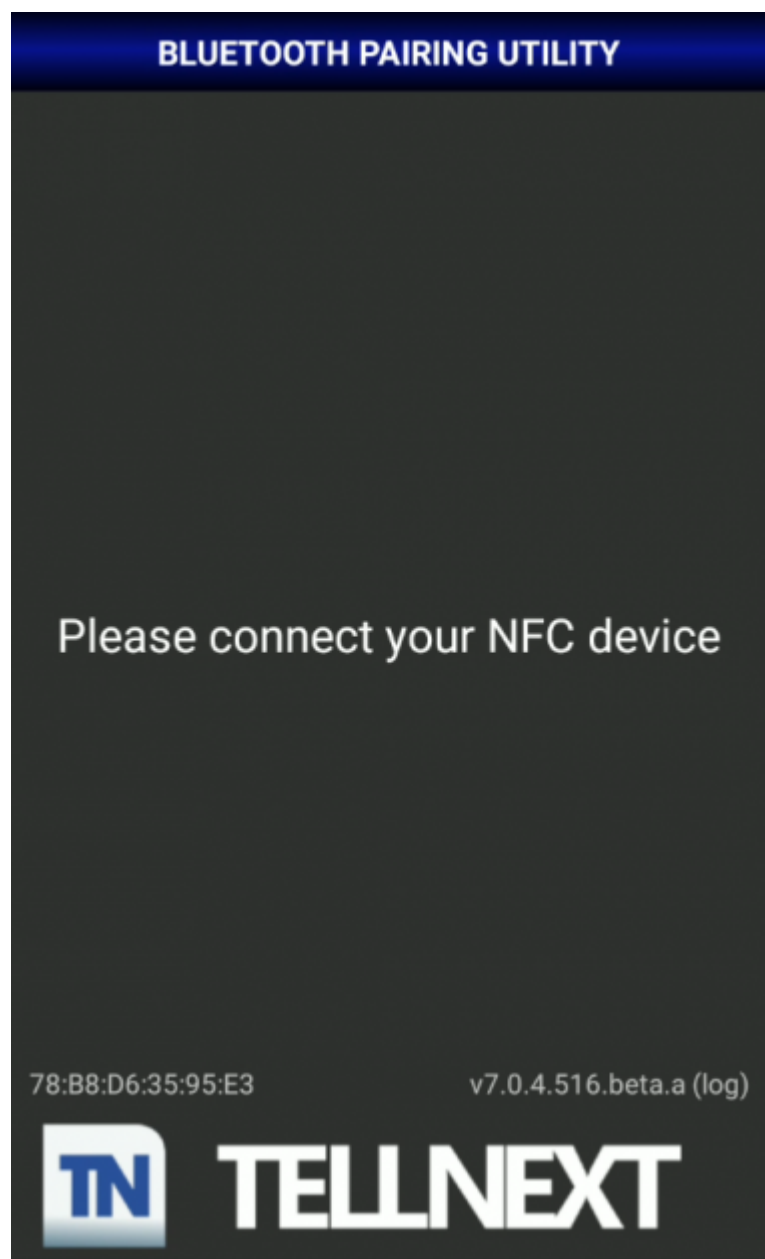 BLUETOOTH PAIRING UTILITY
Please connect your NFC device
78:B8:D6:35:95:E3 v7.0.4.516.beta.a (log)
TN TELLNEXT